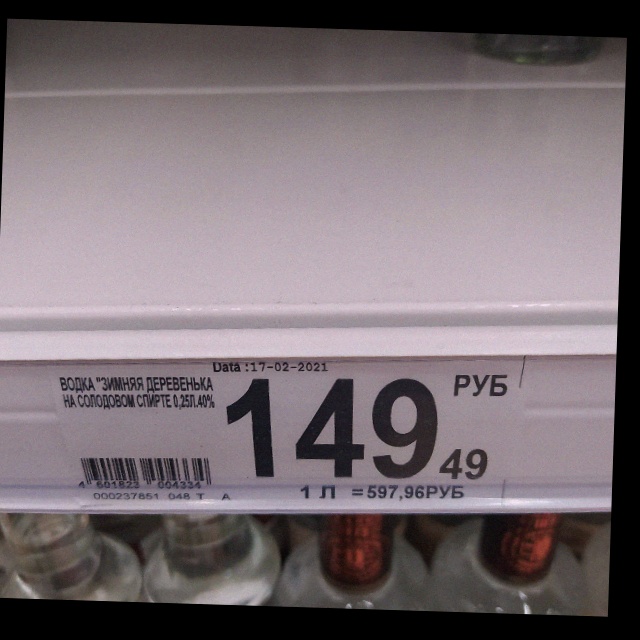 Data :17-02-2021
ВОДКА "ЗИМНЯЯ ДЕРЕВЕНЬКА
НА СОЛОДОВОМ СПИРТЕ 0,25Л.40%
149 49 РУБ
4 601823 004334
000237851 048 T A
1 Л =597,96РУБ